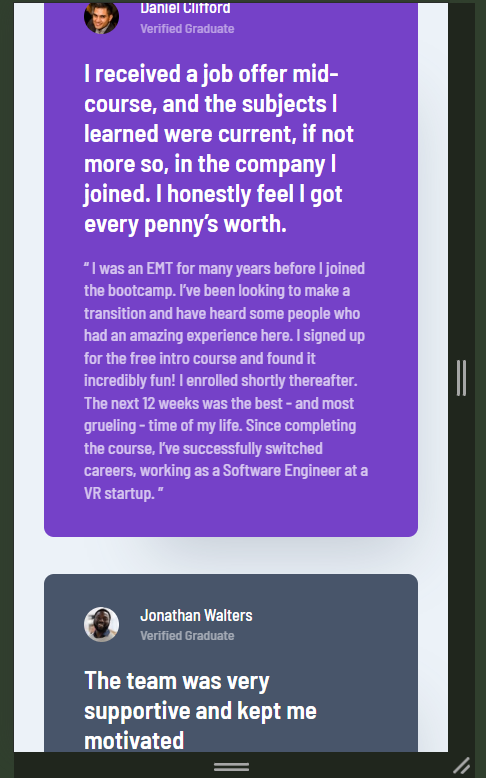 Daniel Clifford
Verified Graduate
I received a job offer mid-
course, and the subjects I
learned were current, if not
more so, in the company I
joined. I honestly feel I got
every penny’s worth.
“ I was an EMT for many years before I joined
the bootcamp. I’ve been looking to make a
transition and have heard some people who
had an amazing experience here. I signed up
for the free intro course and found it
incredibly fun! I enrolled shortly thereafter.
The next 12 weeks was the best - and most
grueling - time of my life. Since completing
the course, I’ve successfully switched
careers, working as a Software Engineer at a
VR startup. ”
Jonathan Walters
Verified Graduate
The team was very
supportive and kept me
motivated